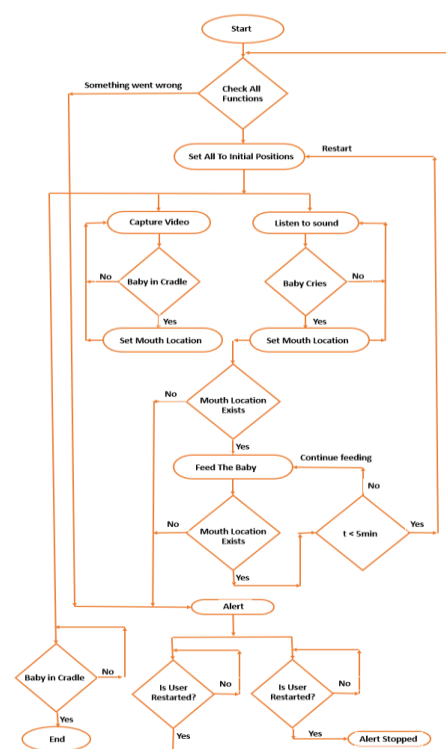 Start
Something went wrong
Check All
Functions
Set All To Initial Positions
Restart
Capture Video
Listen to sound
No
Baby in Cradle
Baby Cries
No
Yes
Yes
Set Mouth Location
Set Mouth Location
No
Mouth Location
Exists
Yes
Continue feeding
Feed The Baby
No
No
Mouth Location
Exists
t < 5min
Yes
Yes
Alert
Baby in Cradle
No
Is User
Restarted?
No
Is User
Restarted?
No
Yes
End
Yes
Yes
Alert Stopped